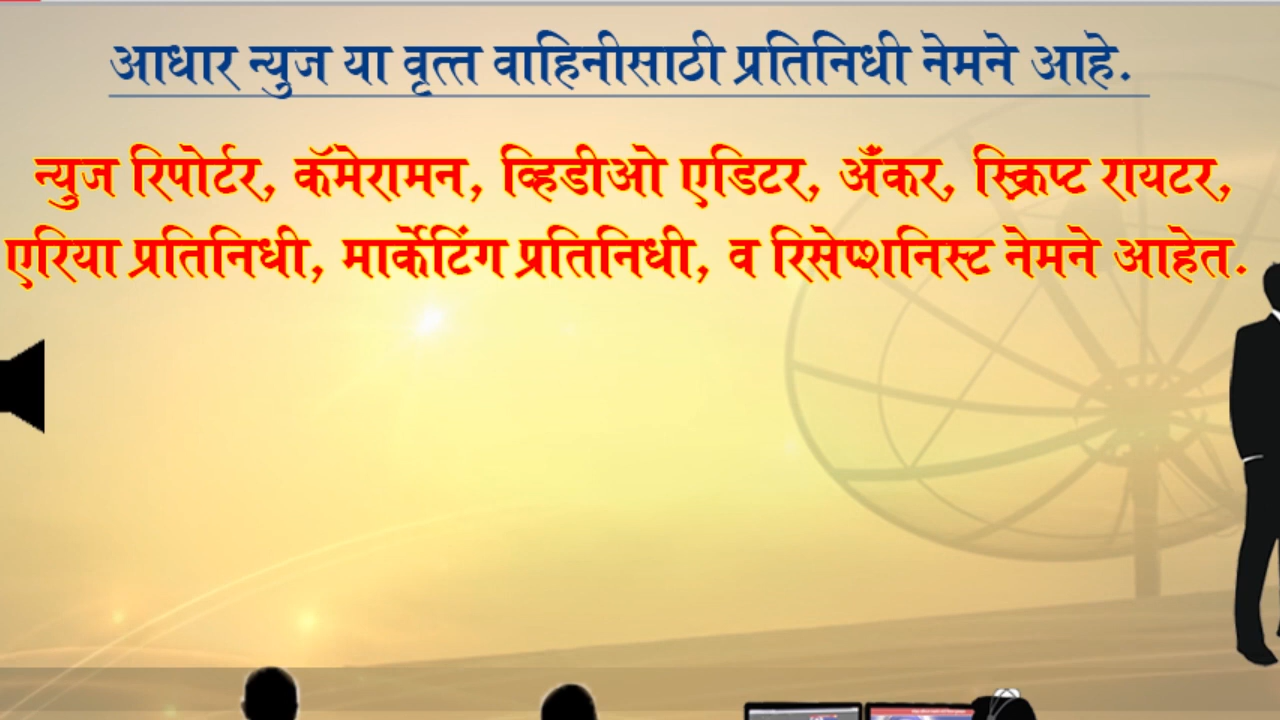 आधार न्युज या वृत्त वाहिनीसाठी प्रतिनिधी नेमने आहे.
न्युज रिपोर्टर, कॅमेरामन, व्हिडीओ एडिटर, अँकर, स्क्रिप्ट रायटर,
एरिया प्रतिनिधी, मार्केटिंग प्रतिनिधी, व रिसेप्शनिस्ट नेमने आहेत.